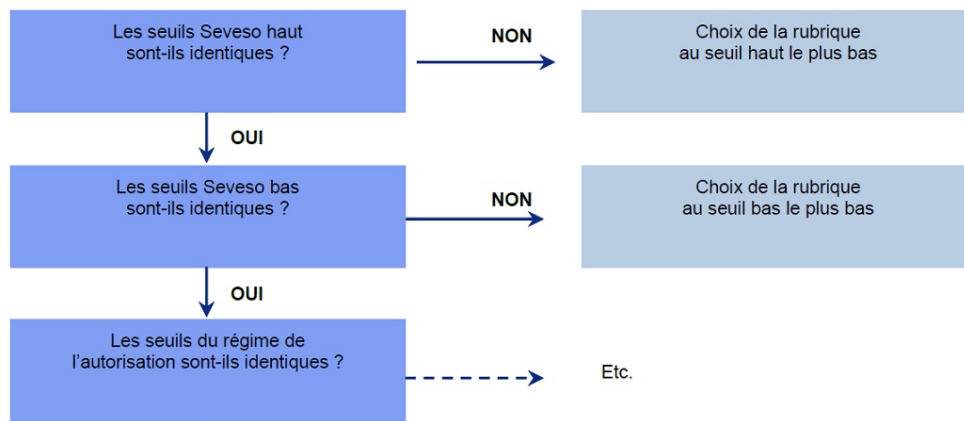 Les seuils Seveso haut
sont-ils identiques ?
NON
Choix de la rubrique
au seuil haut le plus bas
OUI
Les seuils Seveso bas
sont-ils identiques ?
NON
Choix de la rubrique
au seuil bas le plus bas
OUI
Les seuils du régime de
l’autorisation sont-ils identiques ?
Etc.